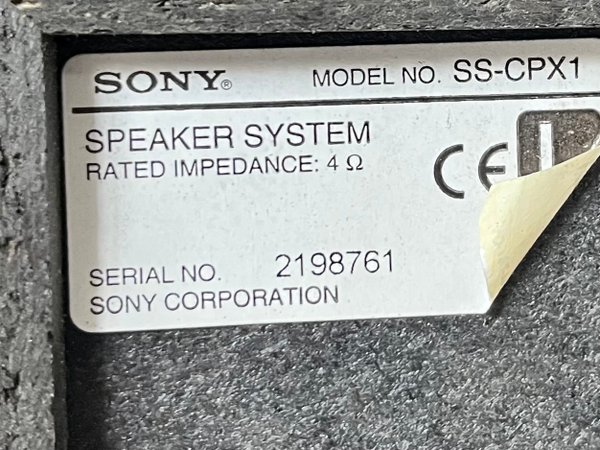 SONY® MODEL NO. SS-CPX1
SPEAKER SYSTEM
RATED IMPEDANCE: 4 Ω
CE
SERIAL NO. 2198761
SONY CORPORATION